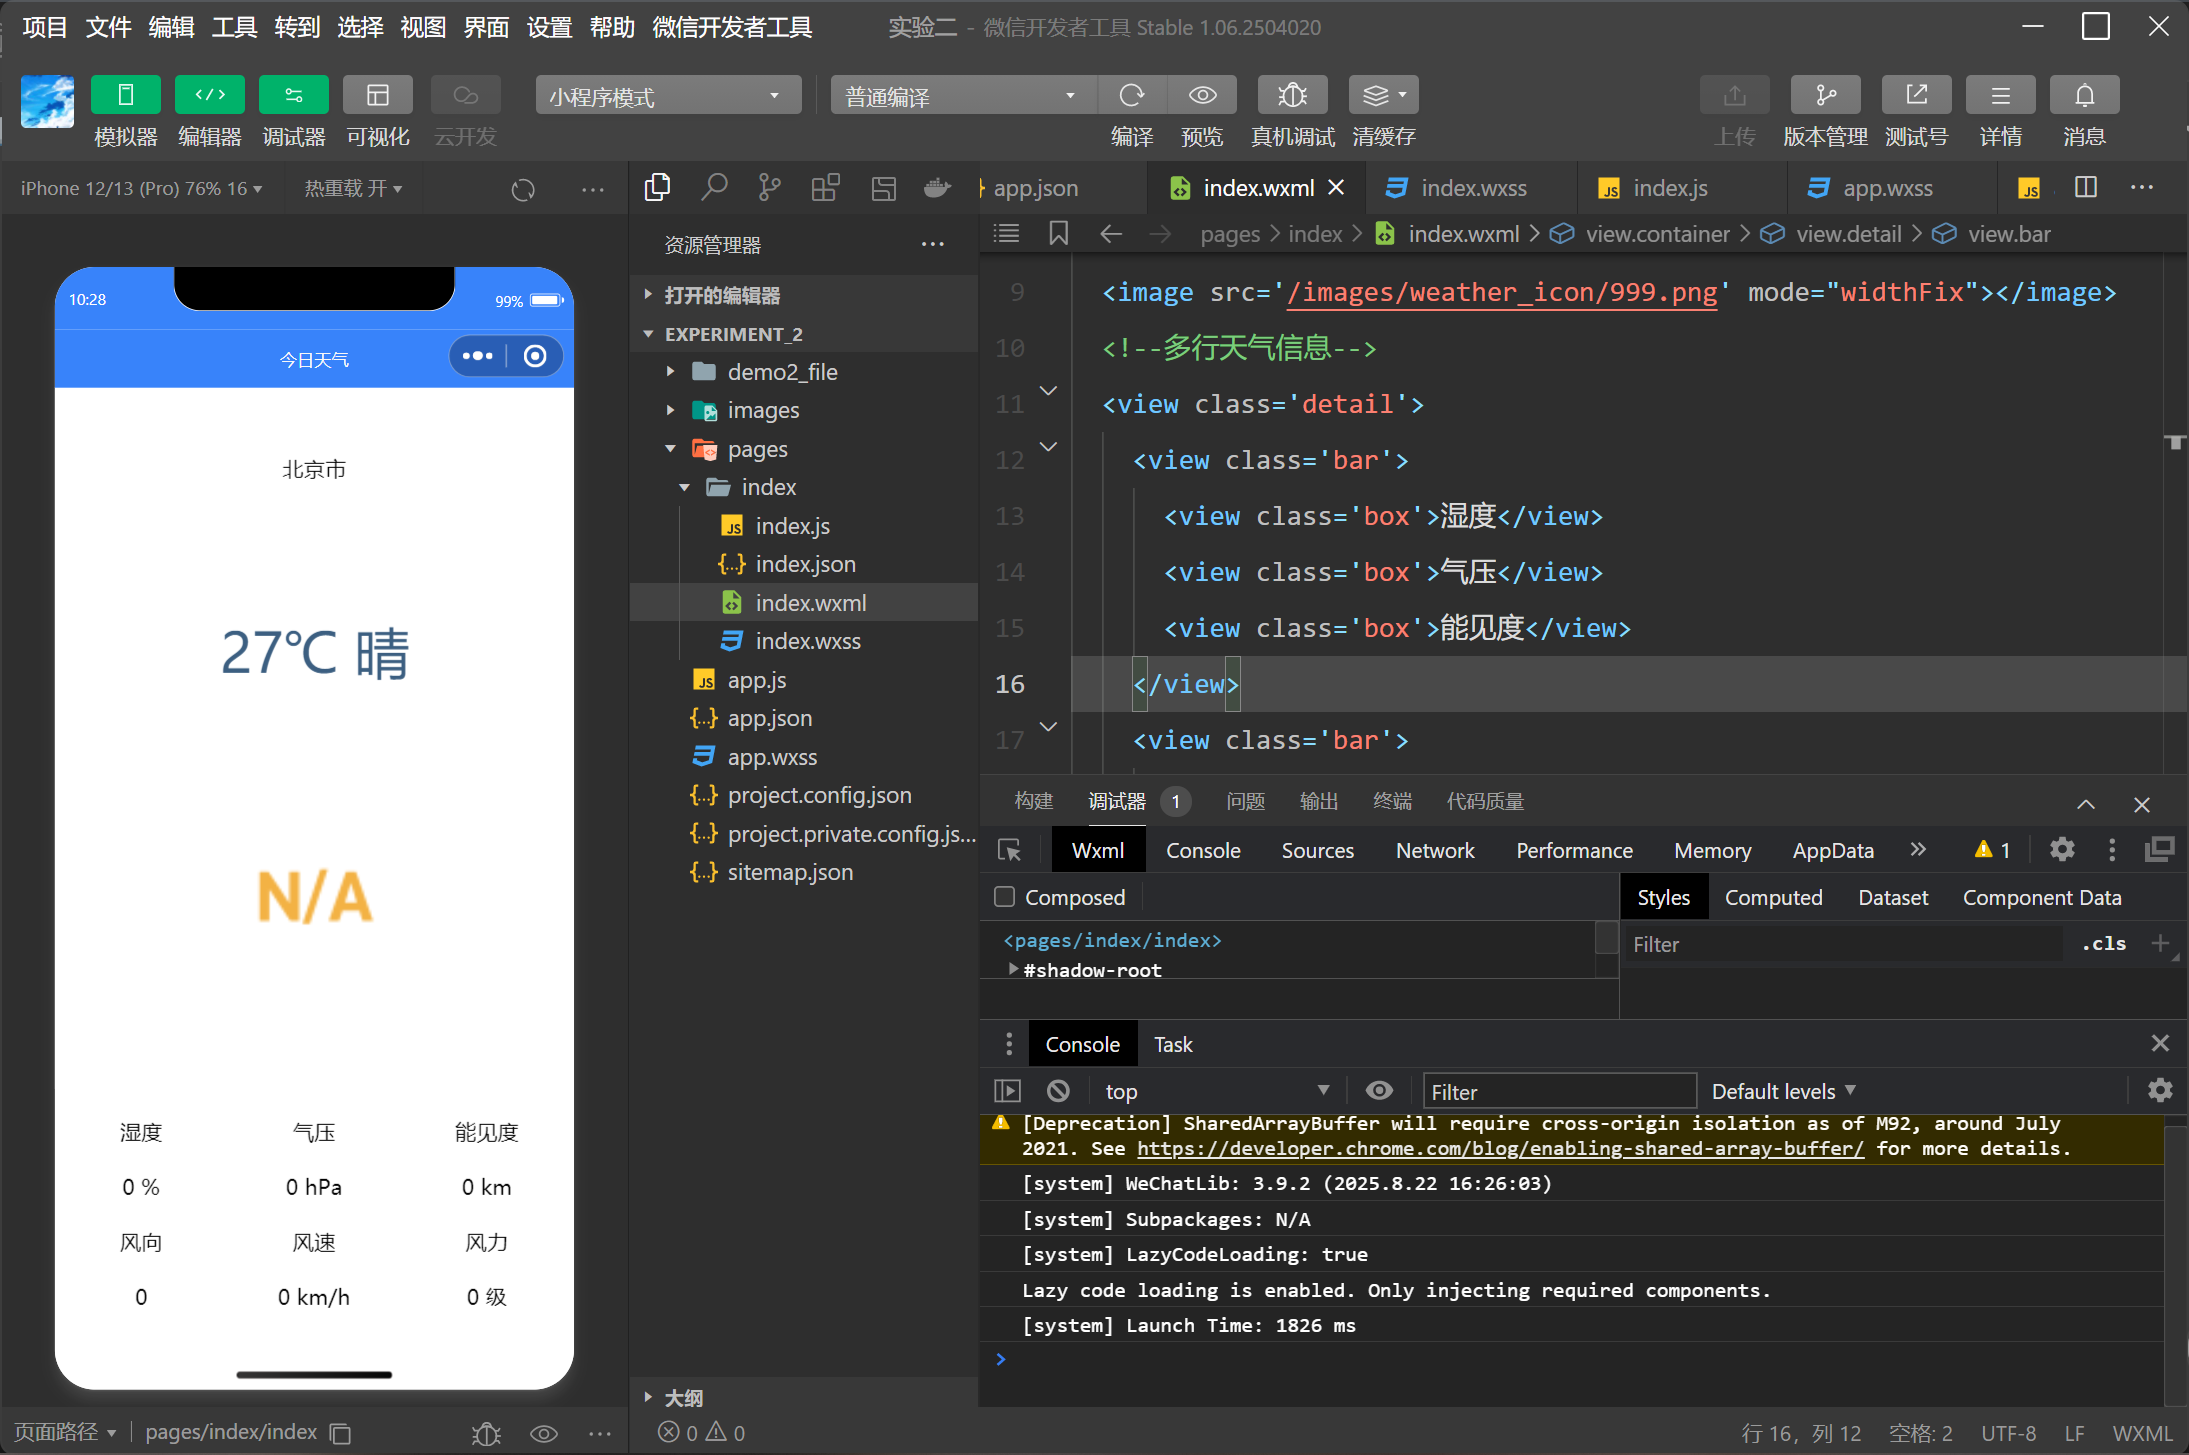 项目 文件 编辑 工具 转到 选择 视图 界面 设置 帮助 微信开发者工具 实验二 - 微信开发者工具 Stable 1.06.2504020
小程序模式 普通编译
模拟器 编辑器 调试器 可视化 云开发 编译 预览 真机调试 清缓存 上传 版本管理 测试号 详情 消息
iPhone 12/13 (Pro) 76% 16 热重载 开
10:28 99%
今日天气
北京市
27℃ 晴
N/A
湿度 气压 能见度
0 % 0 hPa 0 km
风向 风速 风力
0 0 km/h 0 级
页面路径 pages/index/index
资源管理器
打开的编辑器
EXPERIMENT_2
demo2_file
images
pages
index
index.js
index.json
index.wxml
index.wxss
app.js
app.json
app.wxss
project.config.json
project.private.config.js...
sitemap.json
大纲
0 0
app.json index.wxml index.wxss index.js app.wxss
pages > index > index.wxml > view.container > view.detail > view.bar
9 <image src='/images/weather_icon/999.png' mode="widthFix"></image>
10 <!--多行天气信息-->
11 <view class='detail'>
12 <view class='bar'>
13 <view class='box'>湿度</view>
14 <view class='box'>气压</view>
15 <view class='box'>能见度</view>
16 </view>
17 <view class='bar'>
构建 调试器 1 问题 输出 终端 代码质量
Wxml Console Sources Network Performance Memory AppData 1
Composed
<pages/index/index>
#shadow-root
Styles Computed Dataset Component Data
Filter .cls
Console Task
top Filter Default levels
[Deprecation] SharedArrayBuffer will require cross-origin isolation as of M92, around July
2021. See https://developer.chrome.com/blog/enabling-shared-array-buffer/ for more details.
[system] WeChatLib: 3.9.2 (2025.8.22 16:26:03)
[system] Subpackages: N/A
[system] LazyCodeLoading: true
Lazy code loading is enabled. Only injecting required components.
[system] Launch Time: 1826 ms
行 16，列 12 空格: 2 UTF-8 LF WXML